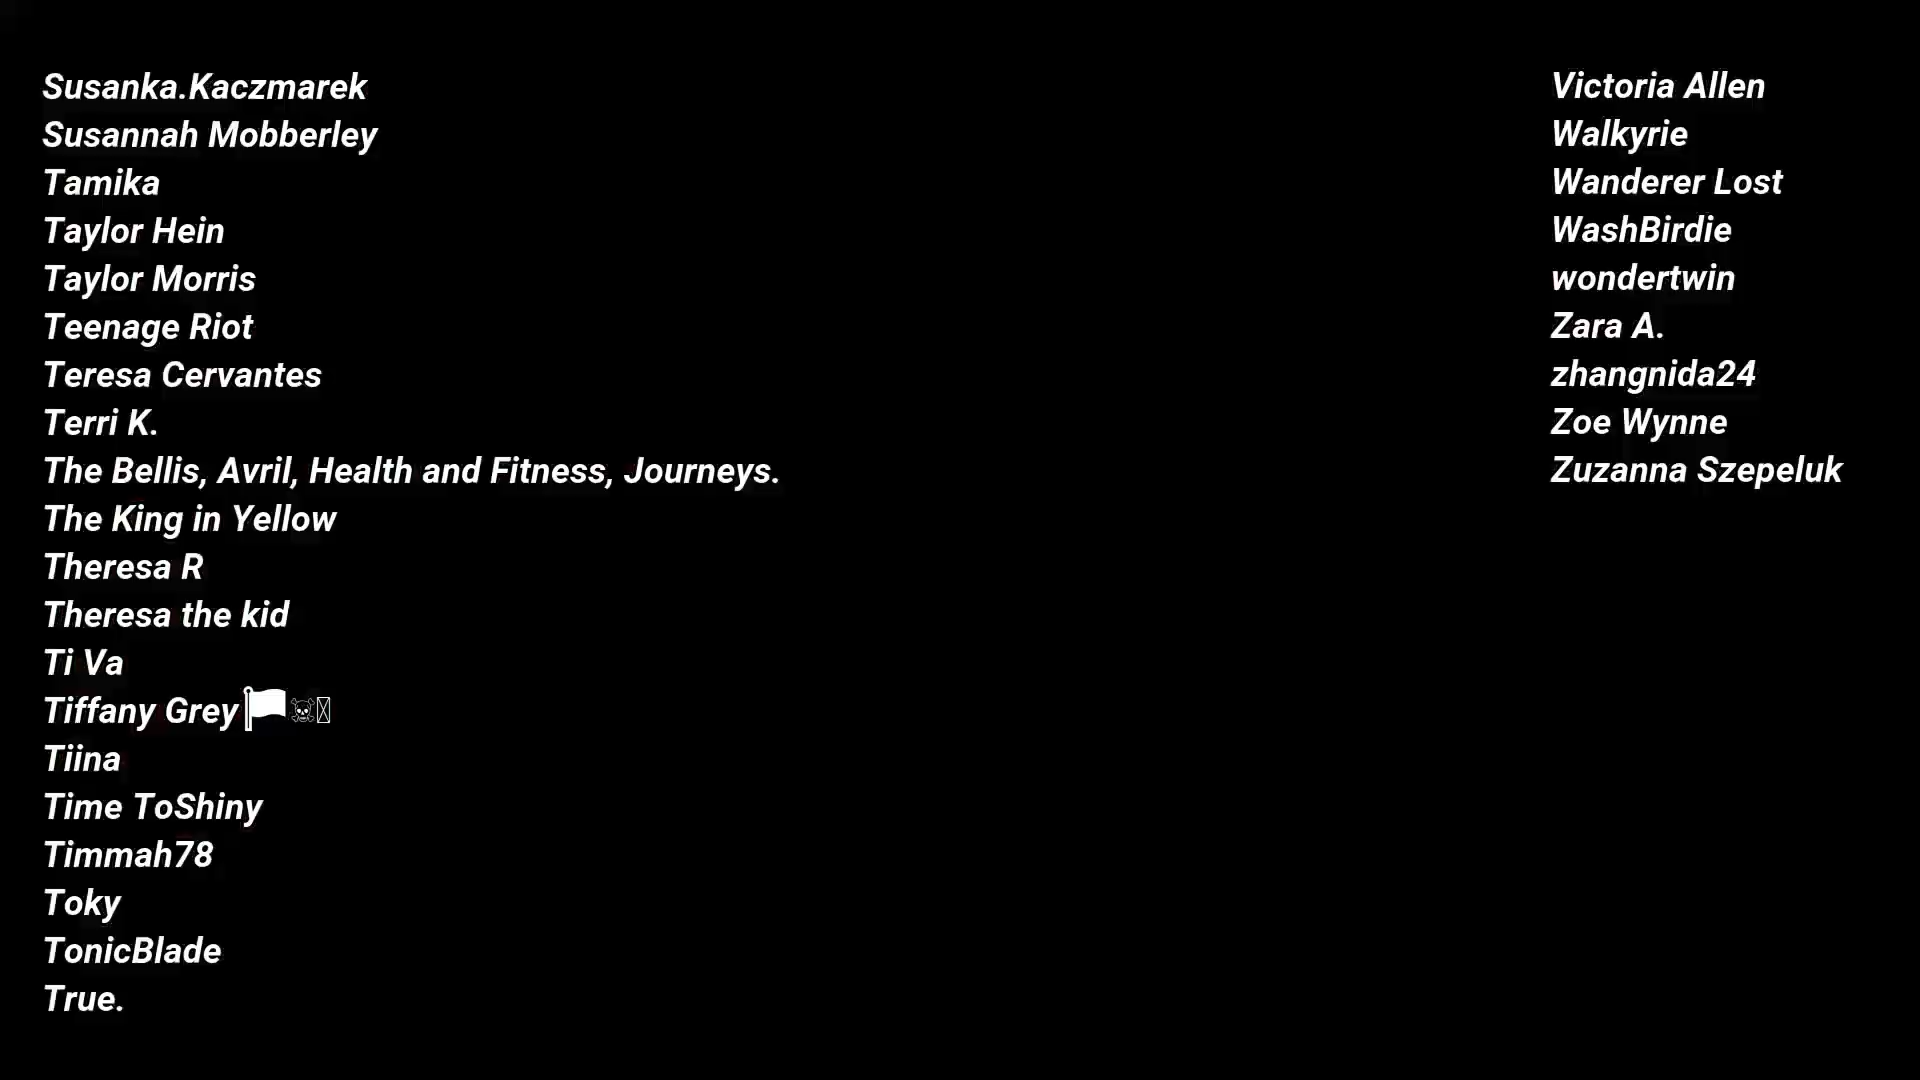 Susanka.Kaczmarek
Susannah Mobberley
Tamika
Taylor Hein
Taylor Morris
Teenage Riot
Teresa Cervantes
Terri K.
The Bellis, Avril, Health and Fitness, Journeys.
The King in Yellow
Theresa R
Theresa the kid
Ti Va
Tiffany Grey🏳☠
Tiina
Time ToShiny
Timmah78
Toky
TonicBlade
True.
Victoria Allen
Walkyrie
Wanderer Lost
WashBirdie
wondertwin
Zara A.
zhangnida24
Zoe Wynne
Zuzanna Szepeluk